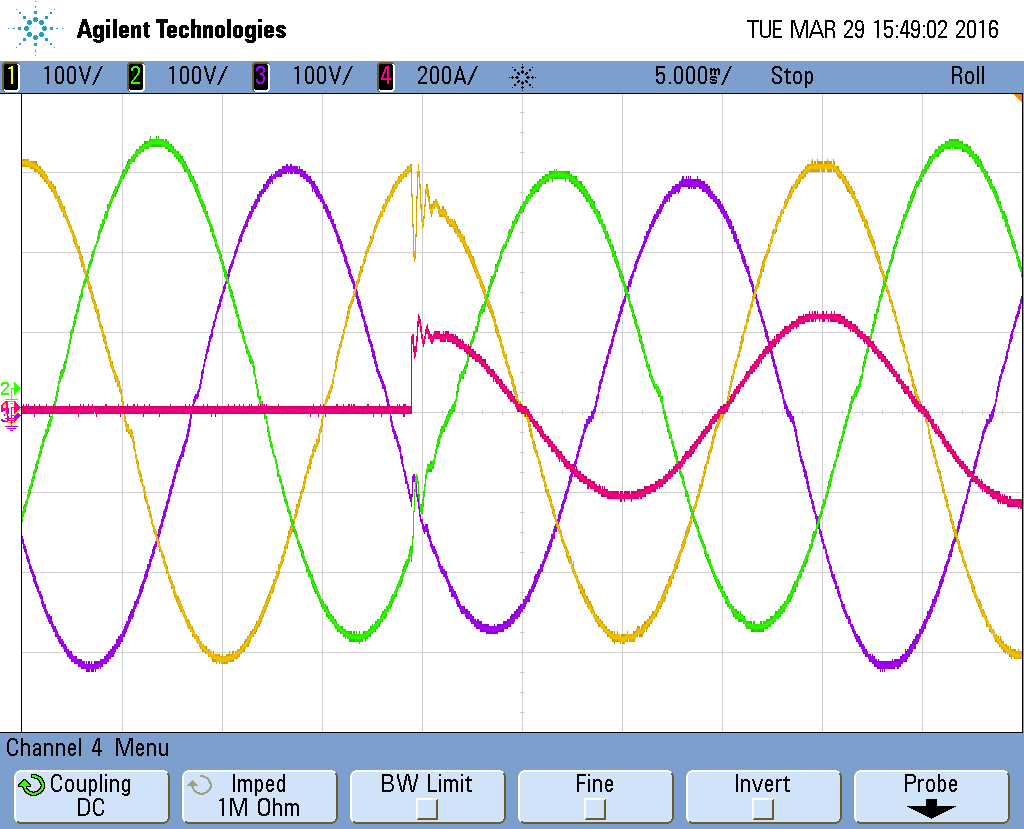 Agilent Technologies
TUE MAR 29 15:49:02 2016
1 100V/ 2 100V/ 3 100V/ 4 200A/ 5.000m/ Stop Roll
2
Channel 4 Menu
Coupling
DC
Imped
1M Ohm
BW Limit
Fine
Invert
Probe